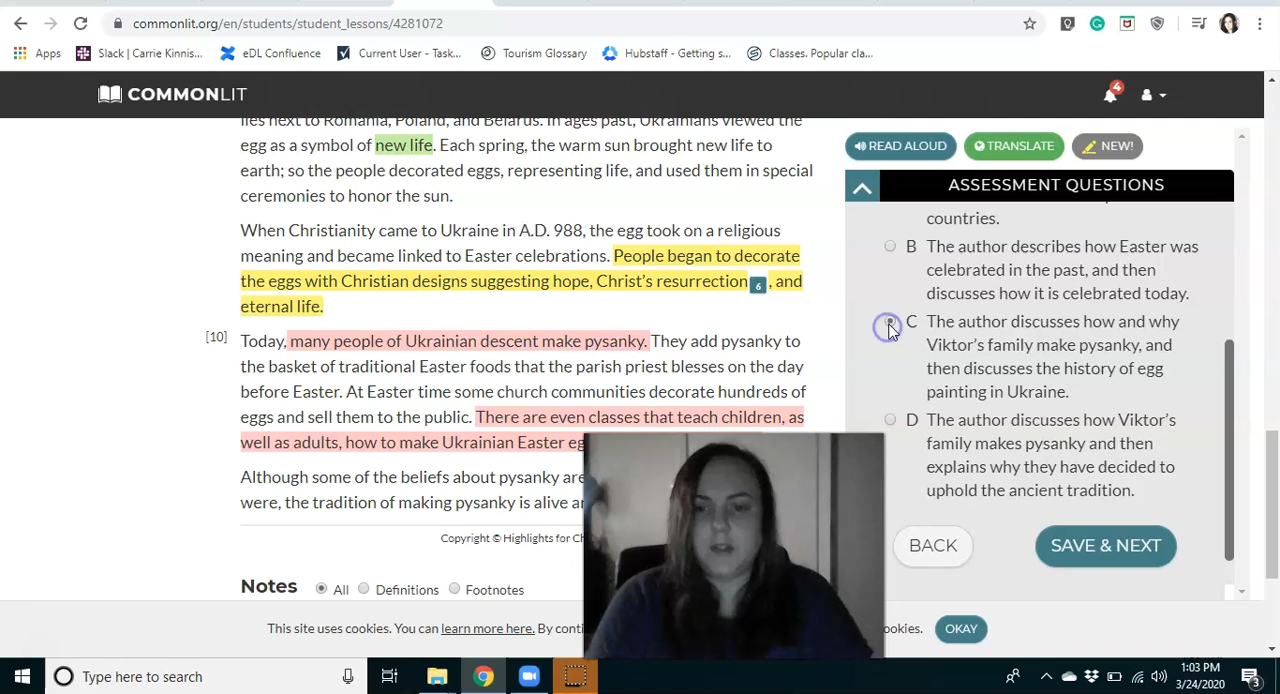 commonlit.org/en/students/student_lessons/4281072
Apps
Slack | Carrie Kinnis...
eDL Confluence
Current User - Task...
Tourism Glossary
Hubstaff - Getting s...
Classes. Popular cla...
COMMONLIT
4
lies next to Romania, Poland, and Belarus. In ages past, Ukrainians viewed the
egg as a symbol of new life. Each spring, the warm sun brought new life to
earth; so the people decorated eggs, representing life, and used them in special
ceremonies to honor the sun.
When Christianity came to Ukraine in A.D. 988, the egg took on a religious
meaning and became linked to Easter celebrations. People began to decorate
the eggs with Christian designs suggesting hope, Christ's resurrection 6 , and
eternal life.
[10] Today, many people of Ukrainian descent make pysanky. They add pysanky to
the basket of traditional Easter foods that the parish priest blesses on the day
before Easter. At Easter time some church communities decorate hundreds of
eggs and sell them to the public. There are even classes that teach children, as
well as adults, how to make Ukrainian Easter eg
Although some of the beliefs about pysanky are
were, the tradition of making pysanky is alive a
Copyright © Highlights for Ch
Notes
All
Definitions
Footnotes
READ ALOUD
TRANSLATE
NEW!
ASSESSMENT QUESTIONS
countries.
B The author describes how Easter was
celebrated in the past, and then
discusses how it is celebrated today.
C The author discusses how and why
Viktor's family make pysanky, and
then discusses the history of egg
painting in Ukraine.
D The author discusses how Viktor's
family makes pysanky and then
explains why they have decided to
uphold the ancient tradition.
BACK
SAVE & NEXT
This site uses cookies. You can learn more here. By conti
ookies.
OKAY
Type here to search
1:03 PM
3/24/2020
3